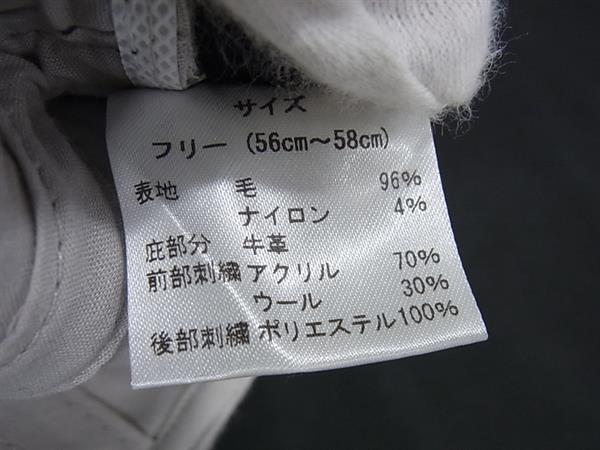 サイズ
フリー (56cm～58cm)
表地 毛 96%
ナイロン 4%
庇部分 牛革
前部刺繍 アクリル 70%
ウール 30%
後部刺繍 ポリエステル100%